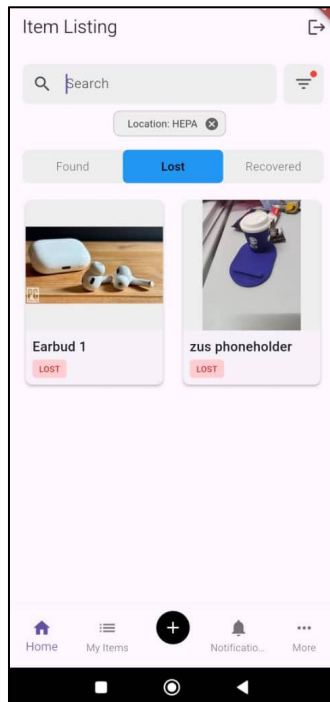 Item Listing
Search
Location: HEPA
Found Lost Recovered
Earbud 1
LOST
zus phoneholder
LOST
Home My Items Notificatio... More